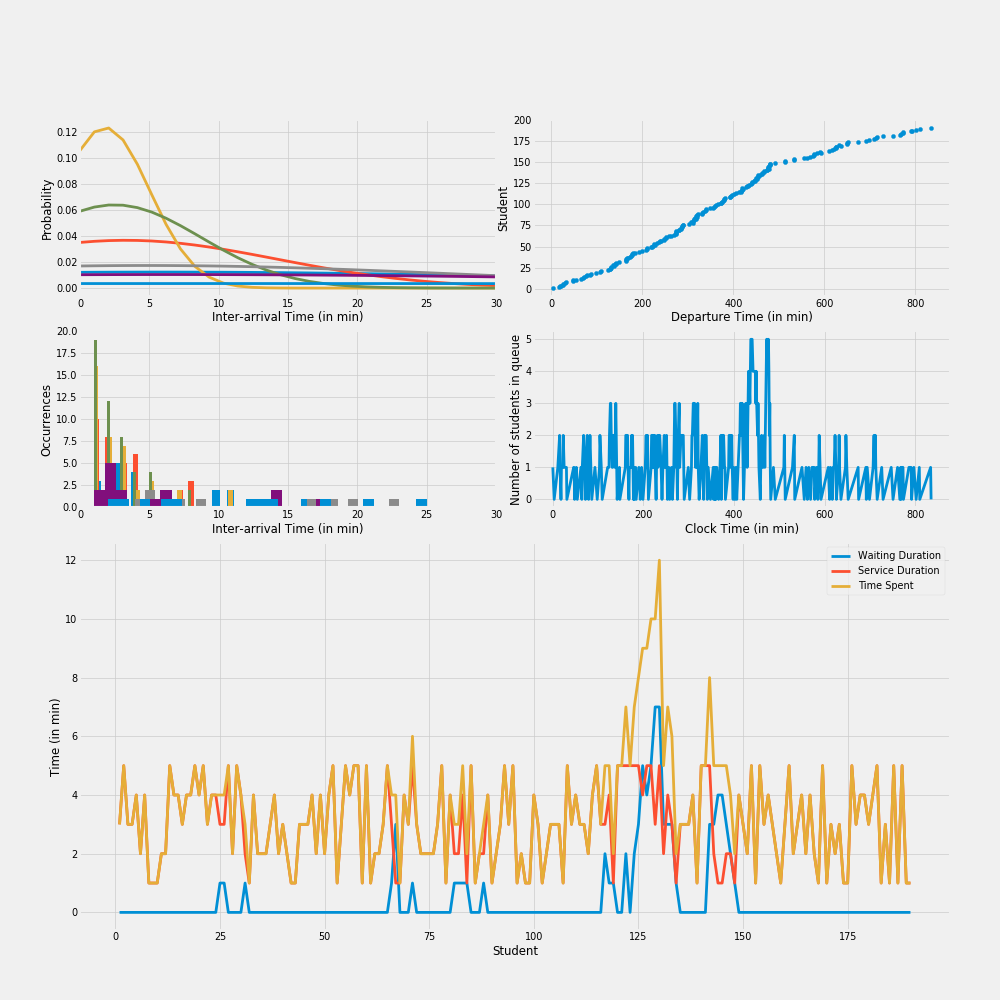 Probability
0.12
0.10
0.08
0.06
0.04
0.02
0.00
0 5 10 15 20 25 30
Inter-arrival Time (in min)
Student
200
175
150
125
100
75
50
25
0
0 200 400 600 800
Departure Time (in min)
Occurrences
20.0
17.5
15.0
12.5
10.0
7.5
5.0
2.5
0.0
0 5 10 15 20 25 30
Inter-arrival Time (in min)
Number of students in queue
5
4
3
2
1
0
0 200 400 600 800
Clock Time (in min)
Time (in min)
12
10
8
6
4
2
0
0 25 50 75 100 125 150 175
Student
Waiting Duration
Service Duration
Time Spent